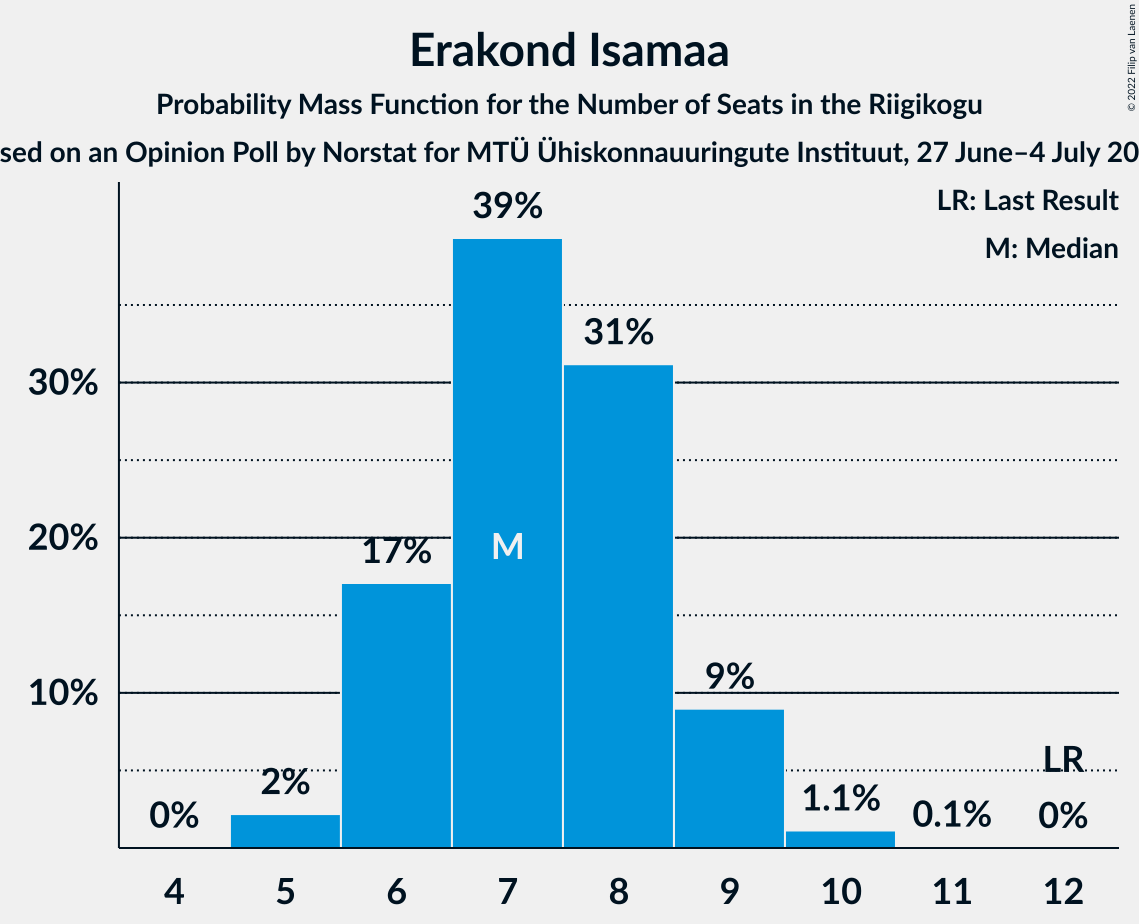 Erakond Isamaa
Probability Mass Function for the Number of Seats in the Riigikogu
sed on an Opinion Poll by Norstat for MTÜ Ühiskonnauuringute Instituut, 27 June–4 July 20
© 2022 Filip van Laenen
LR: Last Result
M: Median
39%
31%
30%
20%
17%
M
10%
9%
LR
2%
1.1%
0%
0.1%
0%
4 5 6 7 8 9 10 11 12